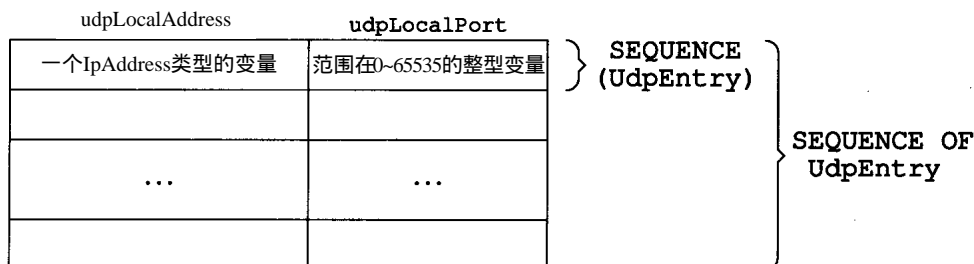 udpLocalAddress
udpLocalPort
一个IpAddress类型的变量
范围在0~65535的整型变量
SEQUENCE
(UdpEntry)
SEQUENCE OF
UdpEntry
...
...